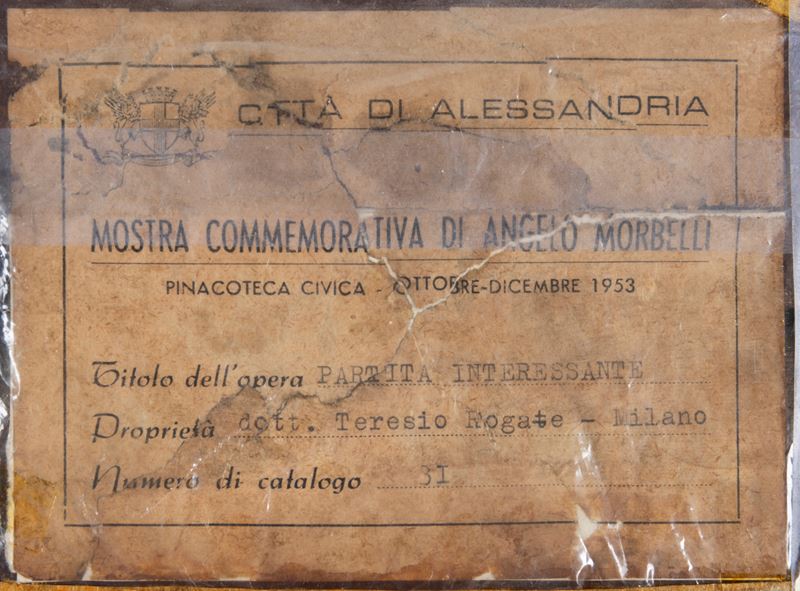 CITTÀ DI ALESSANDRIA
MOSTRA COMMEMORATIVA DI ANGELO MORBELLI
PINACOTECA CIVICA - OTTOBRE-DICEMBRE 1953
Titolo dell'opera PARTITA INTERESSANTE
Proprietà dott. Teresio Rogate - Milano
Numero di catalogo 3I